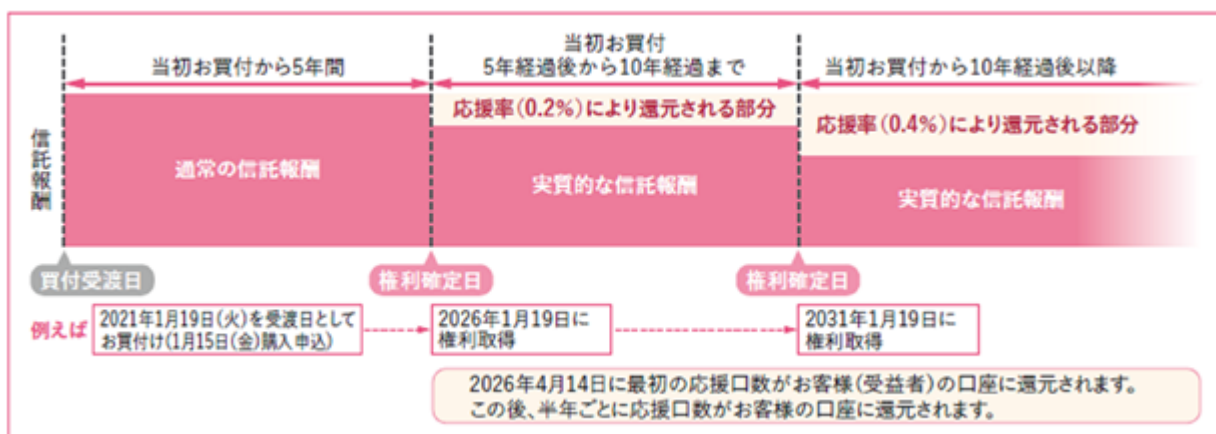 当初お買付から5年間
当初お買付
5年経過後から10年経過まで
当初お買付から10年経過後以降
信託報酬
通常の信託報酬
応援率(0.2%)により還元される部分
実質的な信託報酬
応援率(0.4%)により還元される部分
実質的な信託報酬
買付受渡日
権利確定日
権利確定日
例えば
2021年1月19日(火)を受渡日として
お買付け(1月15日(金)購入申込)
2026年1月19日に
権利取得
2031年1月19日に
権利取得
2026年4月14日に最初の応援口数がお客様(受益者)の口座に還元されます。
この後、半年ごとに応援口数がお客様の口座に還元されます。